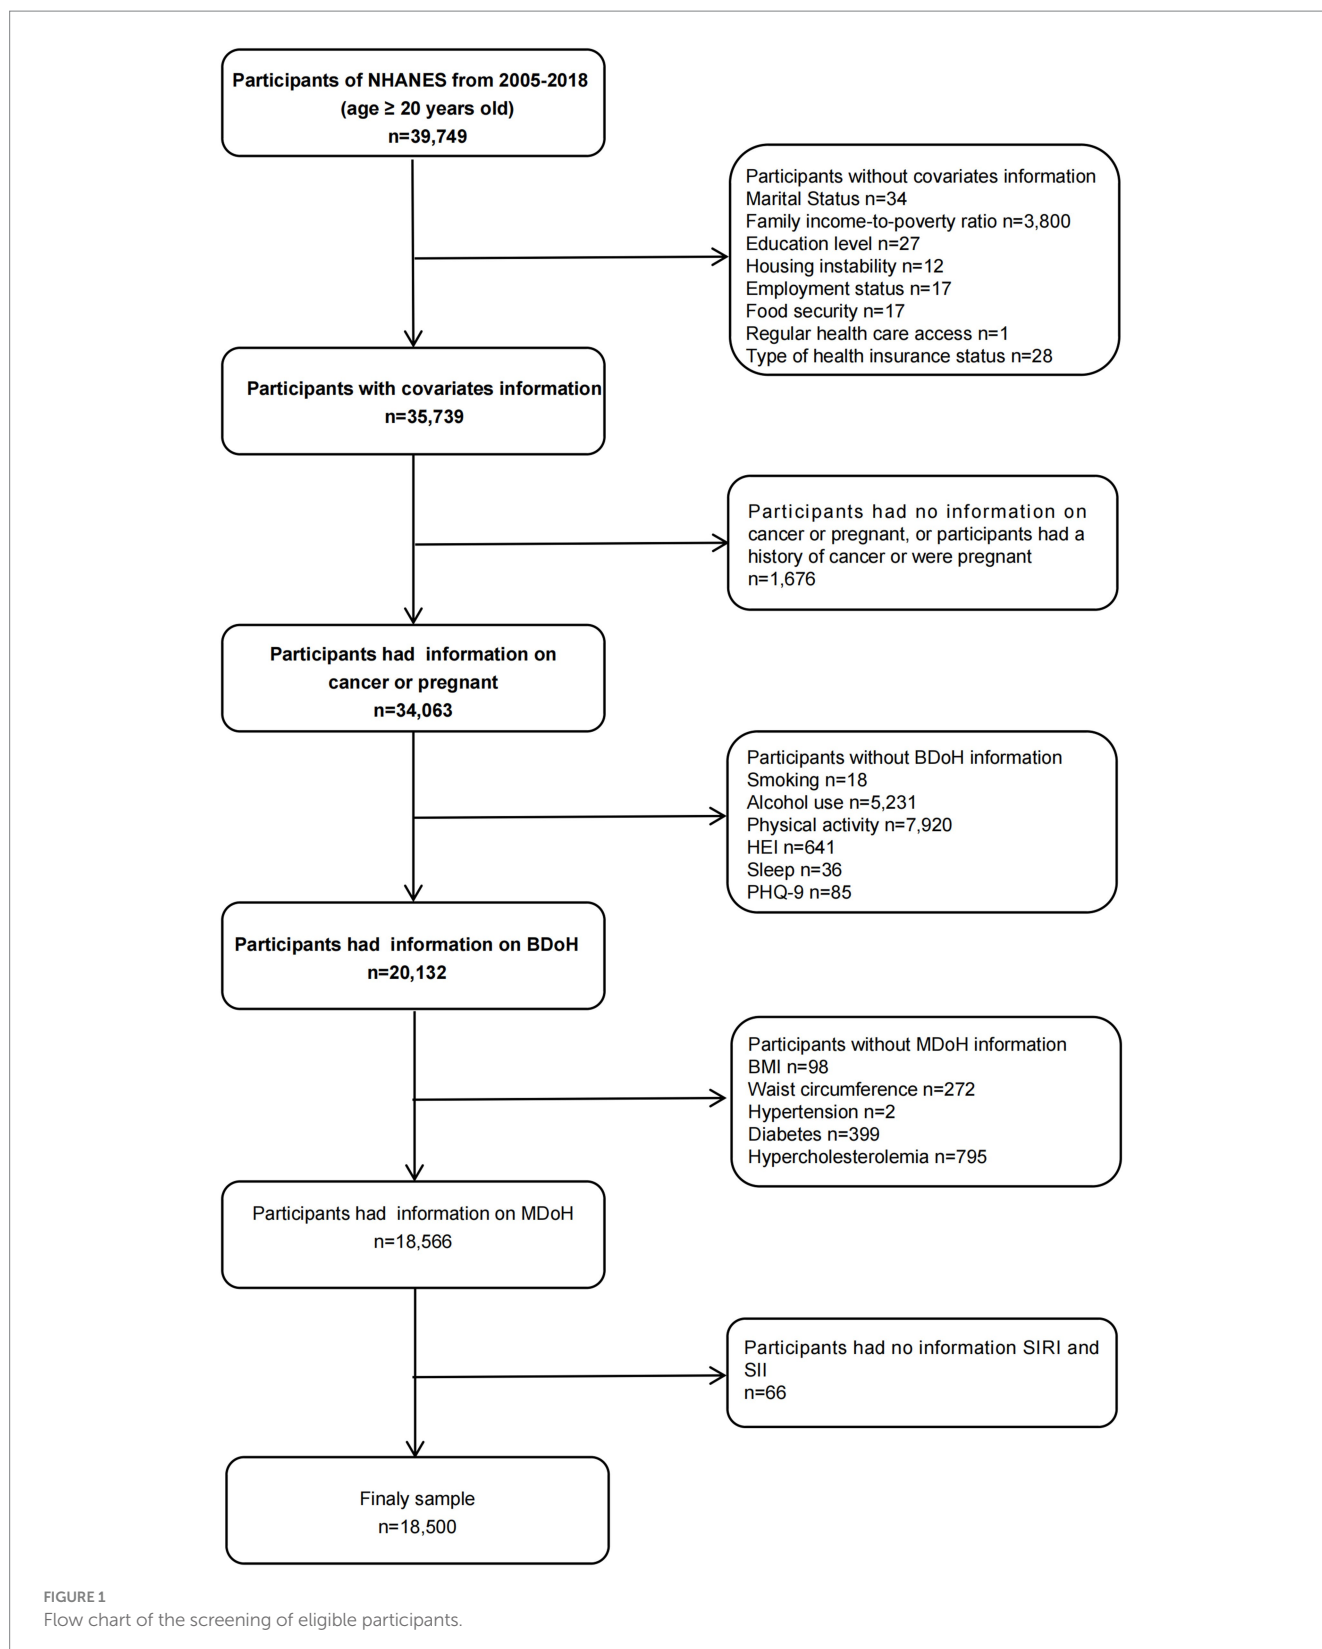 Participants of NHANES from 2005-2018
(age ≥ 20 years old)
n=39,749
Participants without covariates information
Marital Status n=34
Family income-to-poverty ratio n=3,800
Education level n=27
Housing instability n=12
Employment status n=17
Food security n=17
Regular health care access n=1
Type of health insurance status n=28
Participants with covariates information
n=35,739
Participants had no information on
cancer or pregnant, or participants had a
history of cancer or were pregnant
n=1,676
Participants had information on
cancer or pregnant
n=34,063
Participants without BDoH information
Smoking n=18
Alcohol use n=5,231
Physical activity n=7,920
HEI n=641
Sleep n=36
PHQ-9 n=85
Participants had information on BDoH
n=20,132
Participants without MDoH information
BMI n=98
Waist circumference n=272
Hypertension n=2
Diabetes n=399
Hypercholesterolemia n=795
Participants had information on MDoH
n=18,566
Participants had no information SIRI and
SII
n=66
Finaly sample
n=18,500
FIGURE 1
Flow chart of the screening of eligible participants.